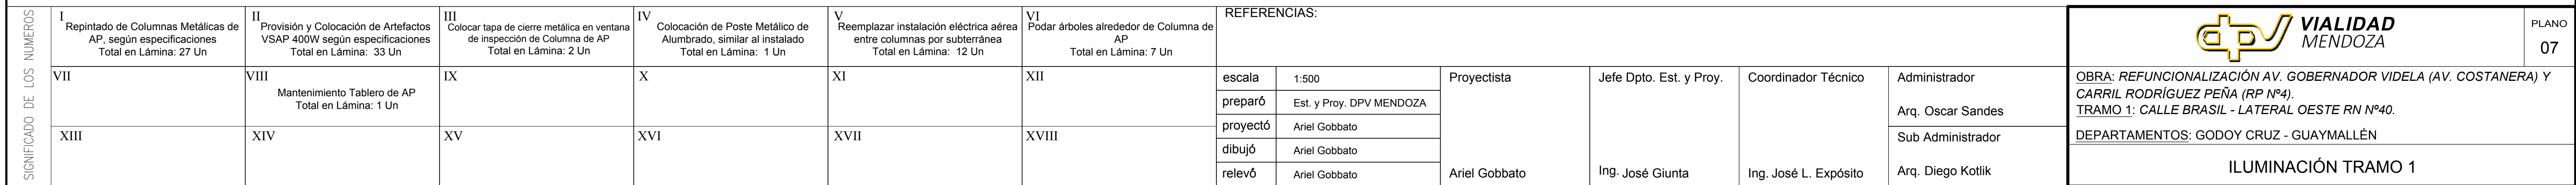 SIGNIFICADO DE LOS NUMEROS
I
Repintado de Columnas Metálicas de
AP, según especificaciones
Total en Lámina: 27 Un
II
Provisión y Colocación de Artefactos
VSAP 400W según especificaciones
Total en Lámina: 33 Un
III
Colocar tapa de cierre metálica en ventana
de inspección de Columna de AP
Total en Lámina: 2 Un
IV
Colocación de Poste Metálico de
Alumbrado, similar al instalado
Total en Lámina: 1 Un
V
Reemplazar instalación eléctrica aérea
entre columnas por subterránea
Total en Lámina: 12 Un
VI
Podar árboles alrededor de Columna de
AP
Total en Lámina: 7 Un
VII
VIII
Mantenimiento Tablero de AP
Total en Lámina: 1 Un
IX
X
XI
XII
XIII
XIV
XV
XVI
XVII
XVIII
REFERENCIAS:
escala 1:500
preparó Est. y Proy. DPV MENDOZA
proyectó Ariel Gobbato
dibujó Ariel Gobbato
relevó Ariel Gobbato
Proyectista
Ariel Gobbato
Jefe Dpto. Est. y Proy.
Ing. José Giunta
Coordinador Técnico
Ing. José L. Expósito
Administrador
Arq. Oscar Sandes
Sub Administrador
Arq. Diego Kotlik
dpv
VIALIDAD
MENDOZA
PLANO
07
OBRA: REFUNCIONALIZACIÓN AV. GOBERNADOR VIDELA (AV. COSTANERA) Y
CARRIL RODRÍGUEZ PEÑA (RP Nº4).
TRAMO 1: CALLE BRASIL - LATERAL OESTE RN Nº40.
DEPARTAMENTOS: GODOY CRUZ - GUAYMALLÉN
ILUMINACIÓN TRAMO 1